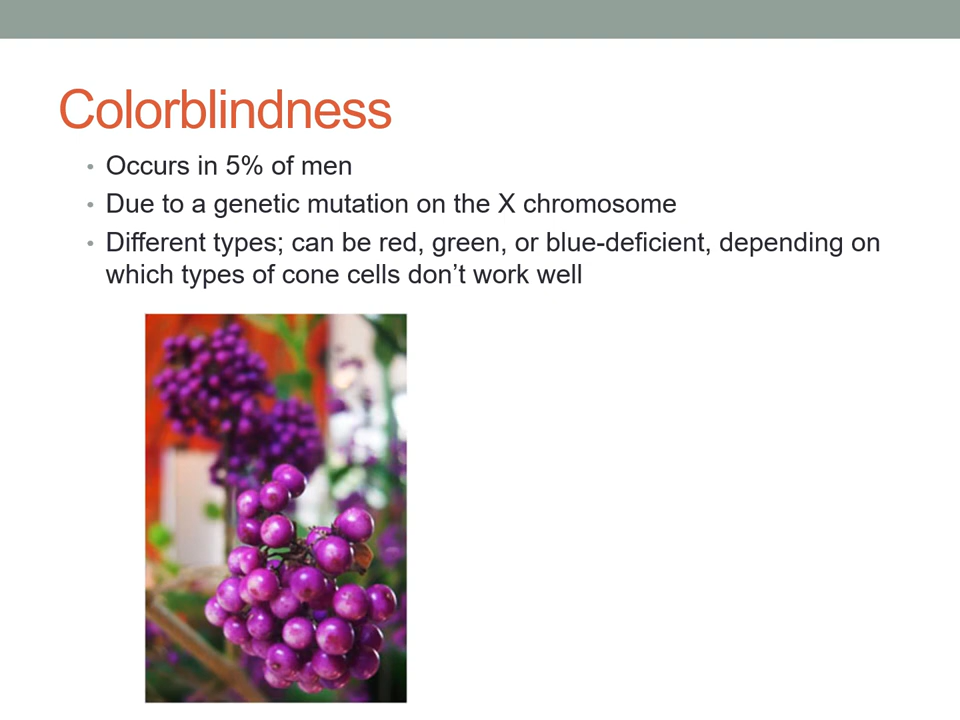 Colorblindness
• Occurs in 5% of men
• Due to a genetic mutation on the X chromosome
• Different types; can be red, green, or blue-deficient, depending on
which types of cone cells don’t work well